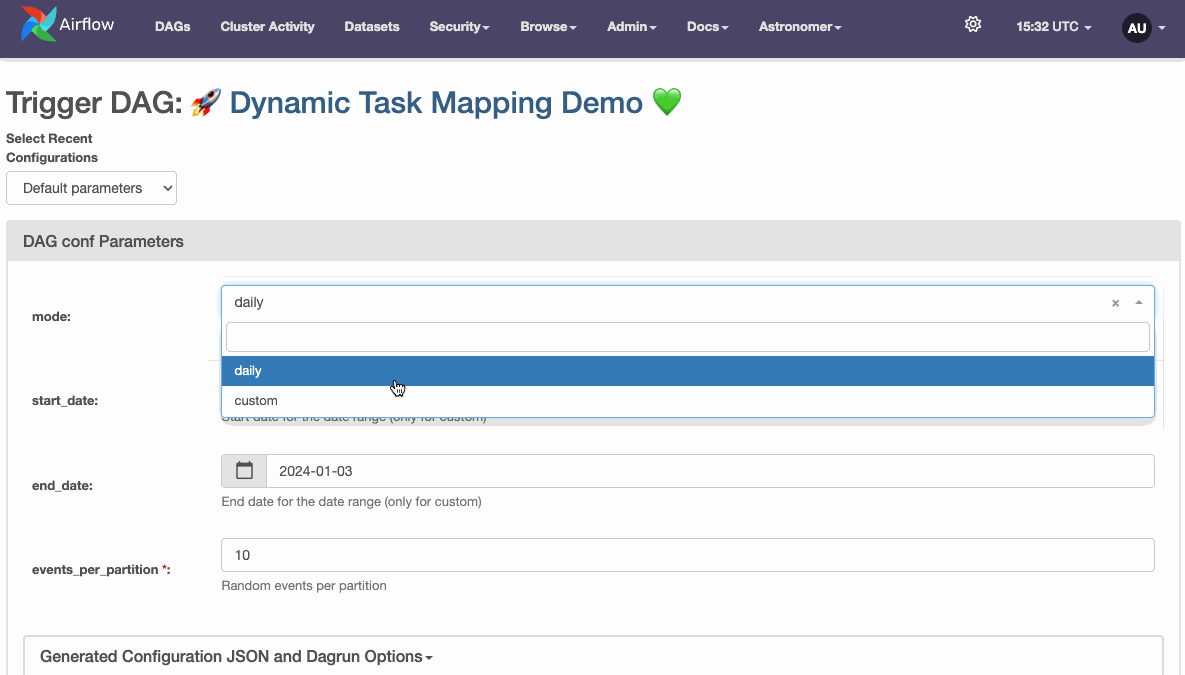 Airflow DAGs Cluster Activity Datasets Security Browse Admin Docs Astronomer 15:32 UTC AU
Trigger DAG: 🚀 Dynamic Task Mapping Demo 💚
Select Recent
Configurations
Default parameters
DAG conf Parameters
mode:
daily
×
daily
custom
start_date:
Start date for the date range (only for custom)
end_date:
2024-01-03
End date for the date range (only for custom)
events_per_partition *:
10
Random events per partition
Generated Configuration JSON and Dagrun Options